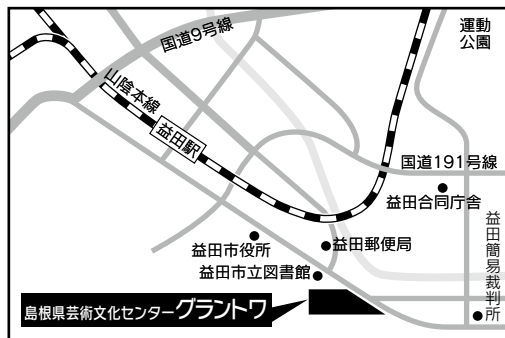 国道9号線
運動
公園
山陰本線
益田駅
国道191号線
益田合同庁舎
益田市役所
益田郵便局
益田市立図書館
益田簡易裁判所
島根県芸術文化センターグラントワ